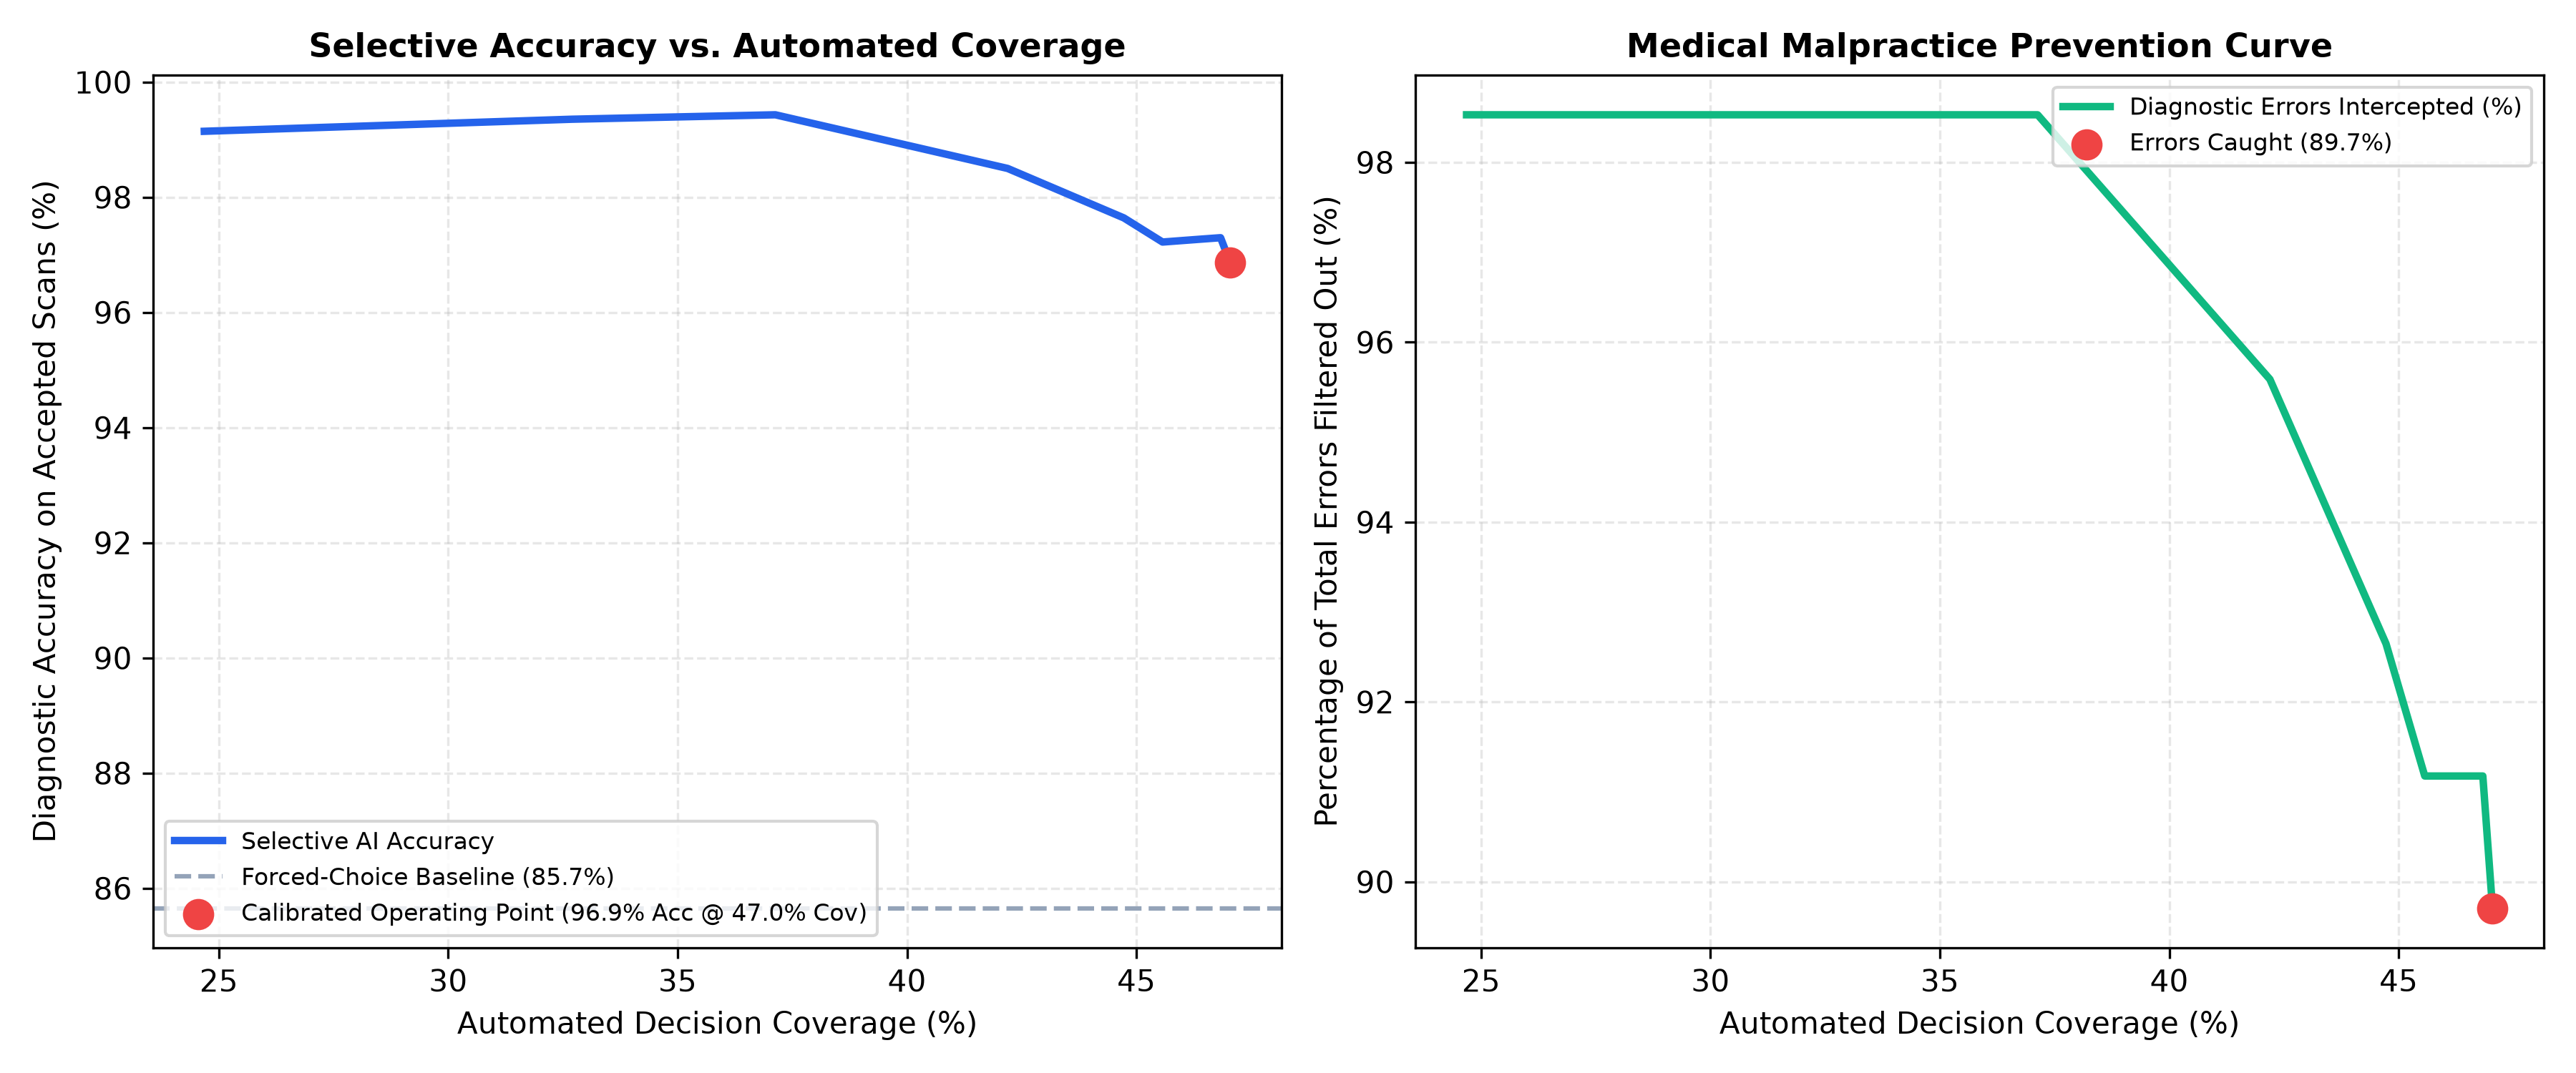 Selective Accuracy vs. Automated Coverage
Diagnostic Accuracy on Accepted Scans (%)
100
98
96
94
92
90
88
86
Selective AI Accuracy
Forced-Choice Baseline (85.7%)
Calibrated Operating Point (96.9% Acc @ 47.0% Cov)
25 30 35 40 45
Automated Decision Coverage (%)
Medical Malpractice Prevention Curve
Percentage of Total Errors Filtered Out (%)
Diagnostic Errors Intercepted (%)
Errors Caught (89.7%)
98
96
94
92
90
25 30 35 40 45
Automated Decision Coverage (%)